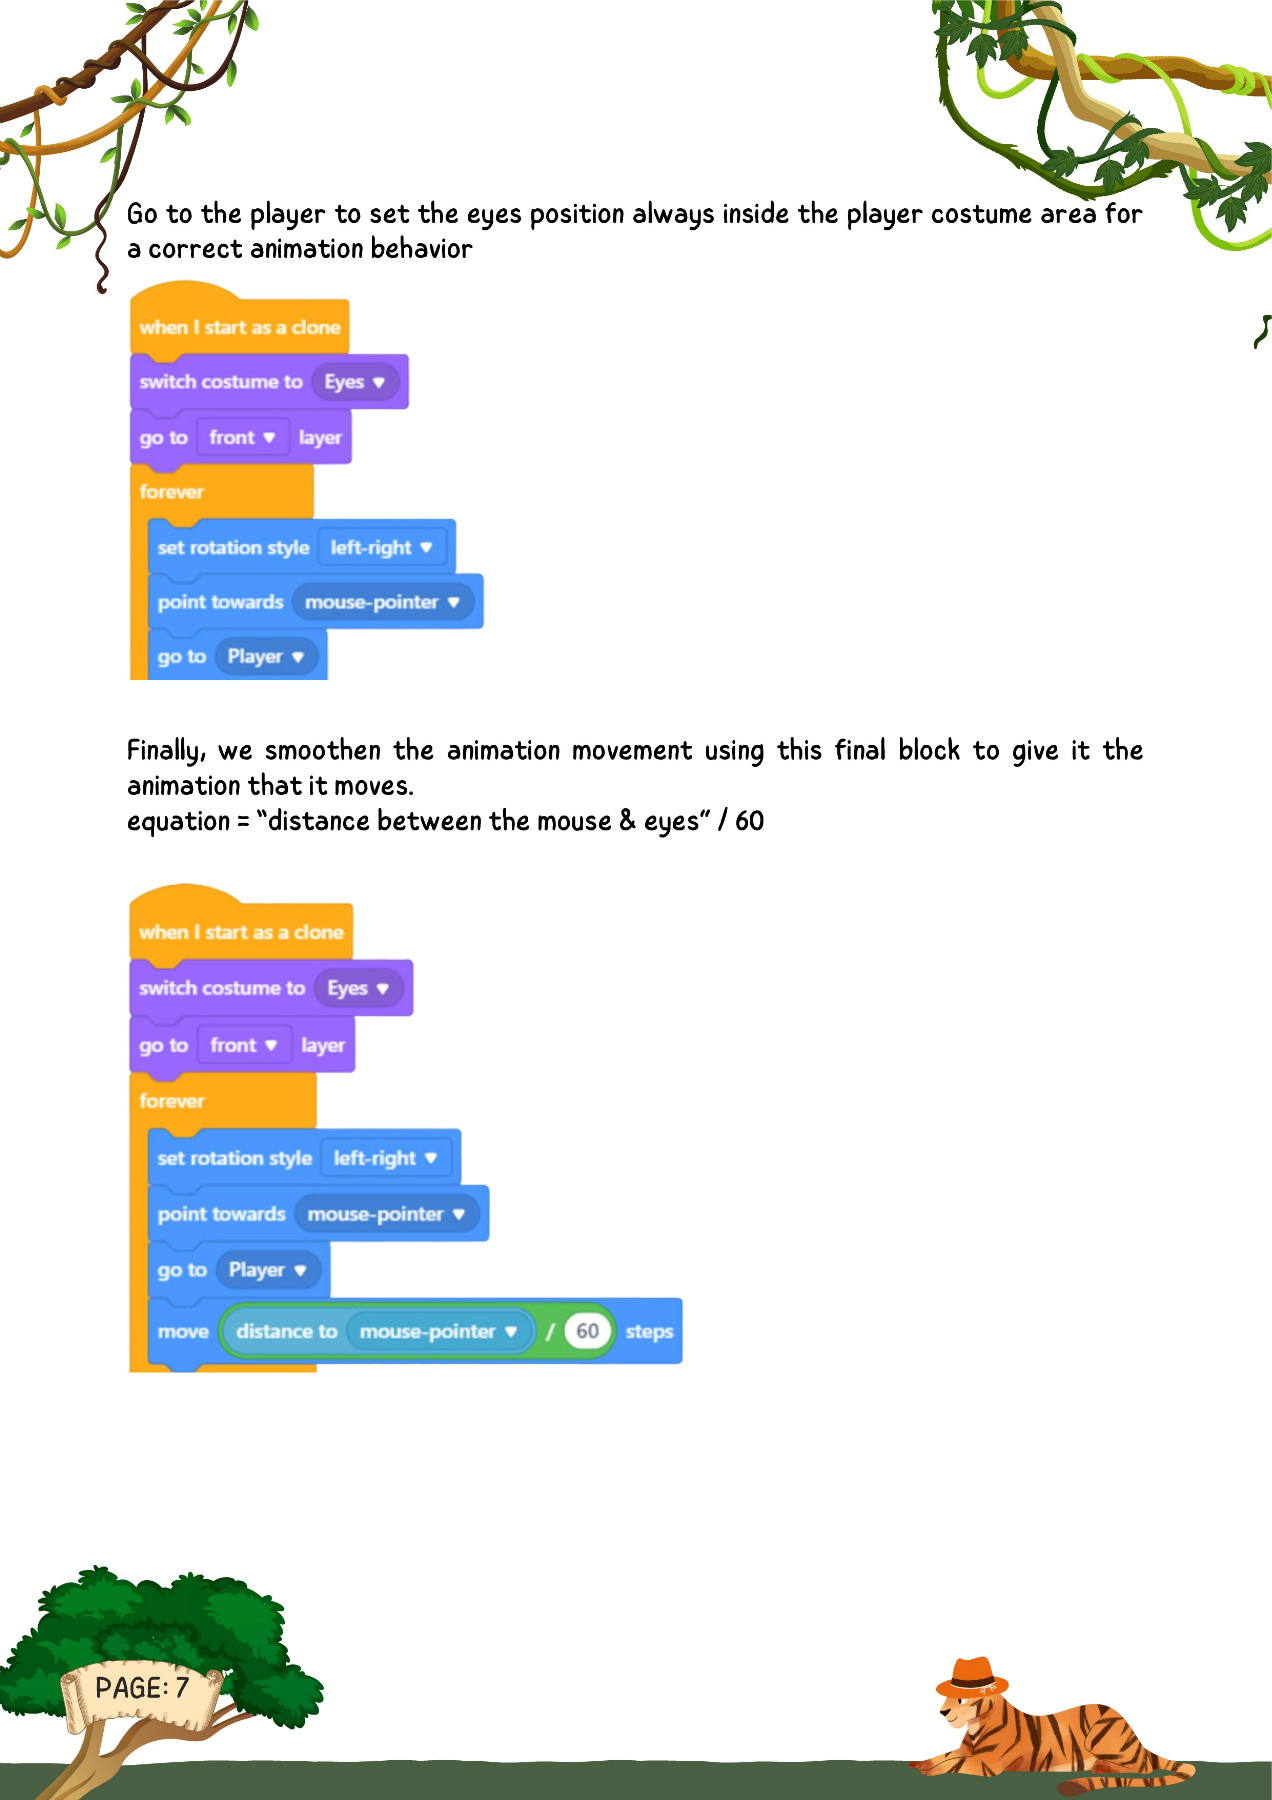 Go to the player to set the eyes position always inside the player costume area for
a correct animation behavior
when I start as a clone
switch costume to Eyes
go to front layer
forever
set rotation style left-right
point towards mouse-pointer
go to Player
Finally, we smoothen the animation movement using this final block to give it the
animation that it moves.
equation = “distance between the mouse & eyes” / 60
when I start as a clone
switch costume to Eyes
go to front layer
forever
set rotation style left-right
point towards mouse-pointer
go to Player
move distance to mouse-pointer / 60 steps
PAGE: 7